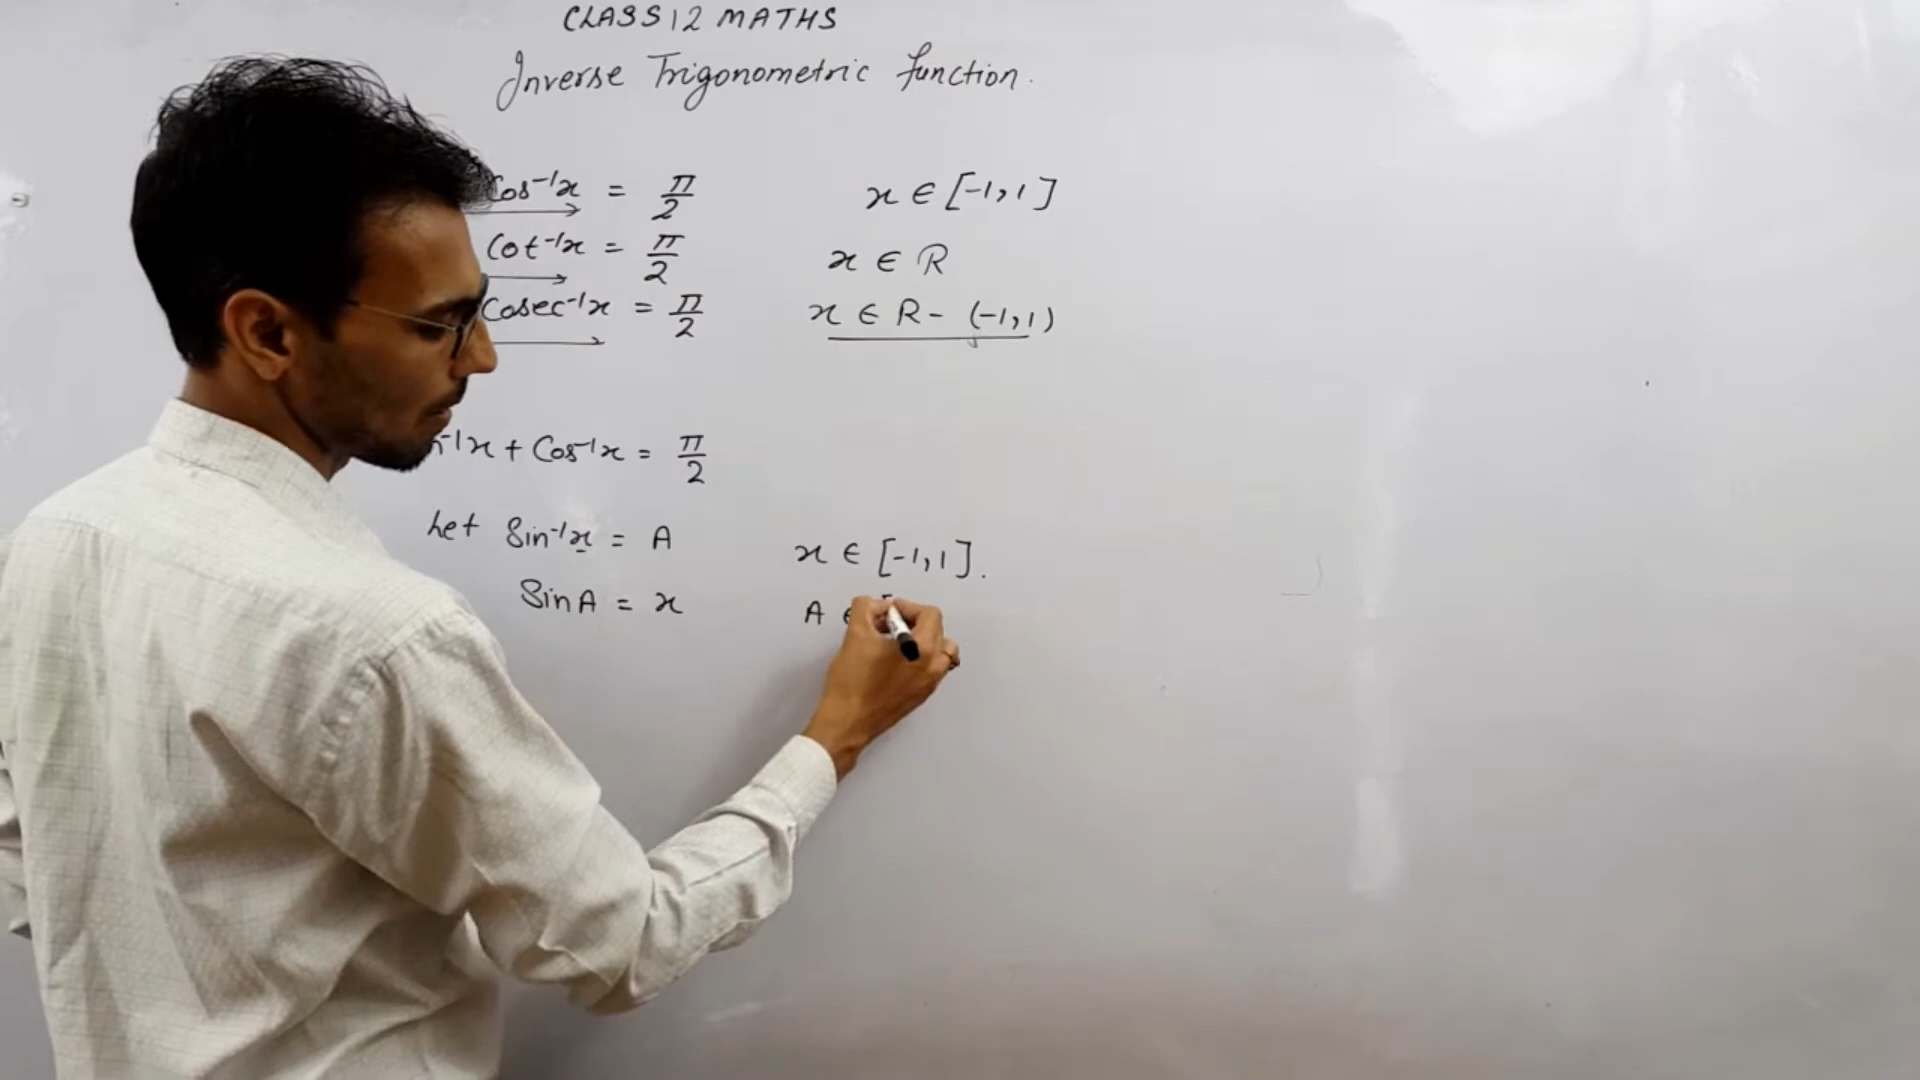 CLASS 12 MATHS
Inverse Trigonometric function.
Cos⁻¹x = π/2 x ∈ [-1,1]
Cot⁻¹x = π/2 x ∈ R
Cosec⁻¹x = π/2 x ∈ R - (-1,1)
n⁻¹x + Cos⁻¹x = π/2
Let Sin⁻¹x = A x ∈ [-1,1].
SinA = x A ∈ [